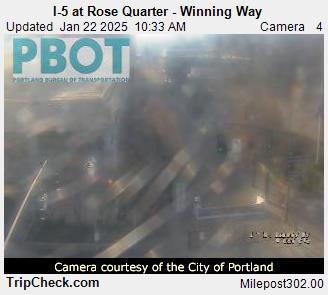 I-5 at Rose Quarter - Winning Way
Updated Jan 22 2025 10:33 AM Camera 4
PBOT
PORTLAND BUREAU OF TRANSPORTATION
Camera courtesy of the City of Portland
TripCheck.com Milepost302.00